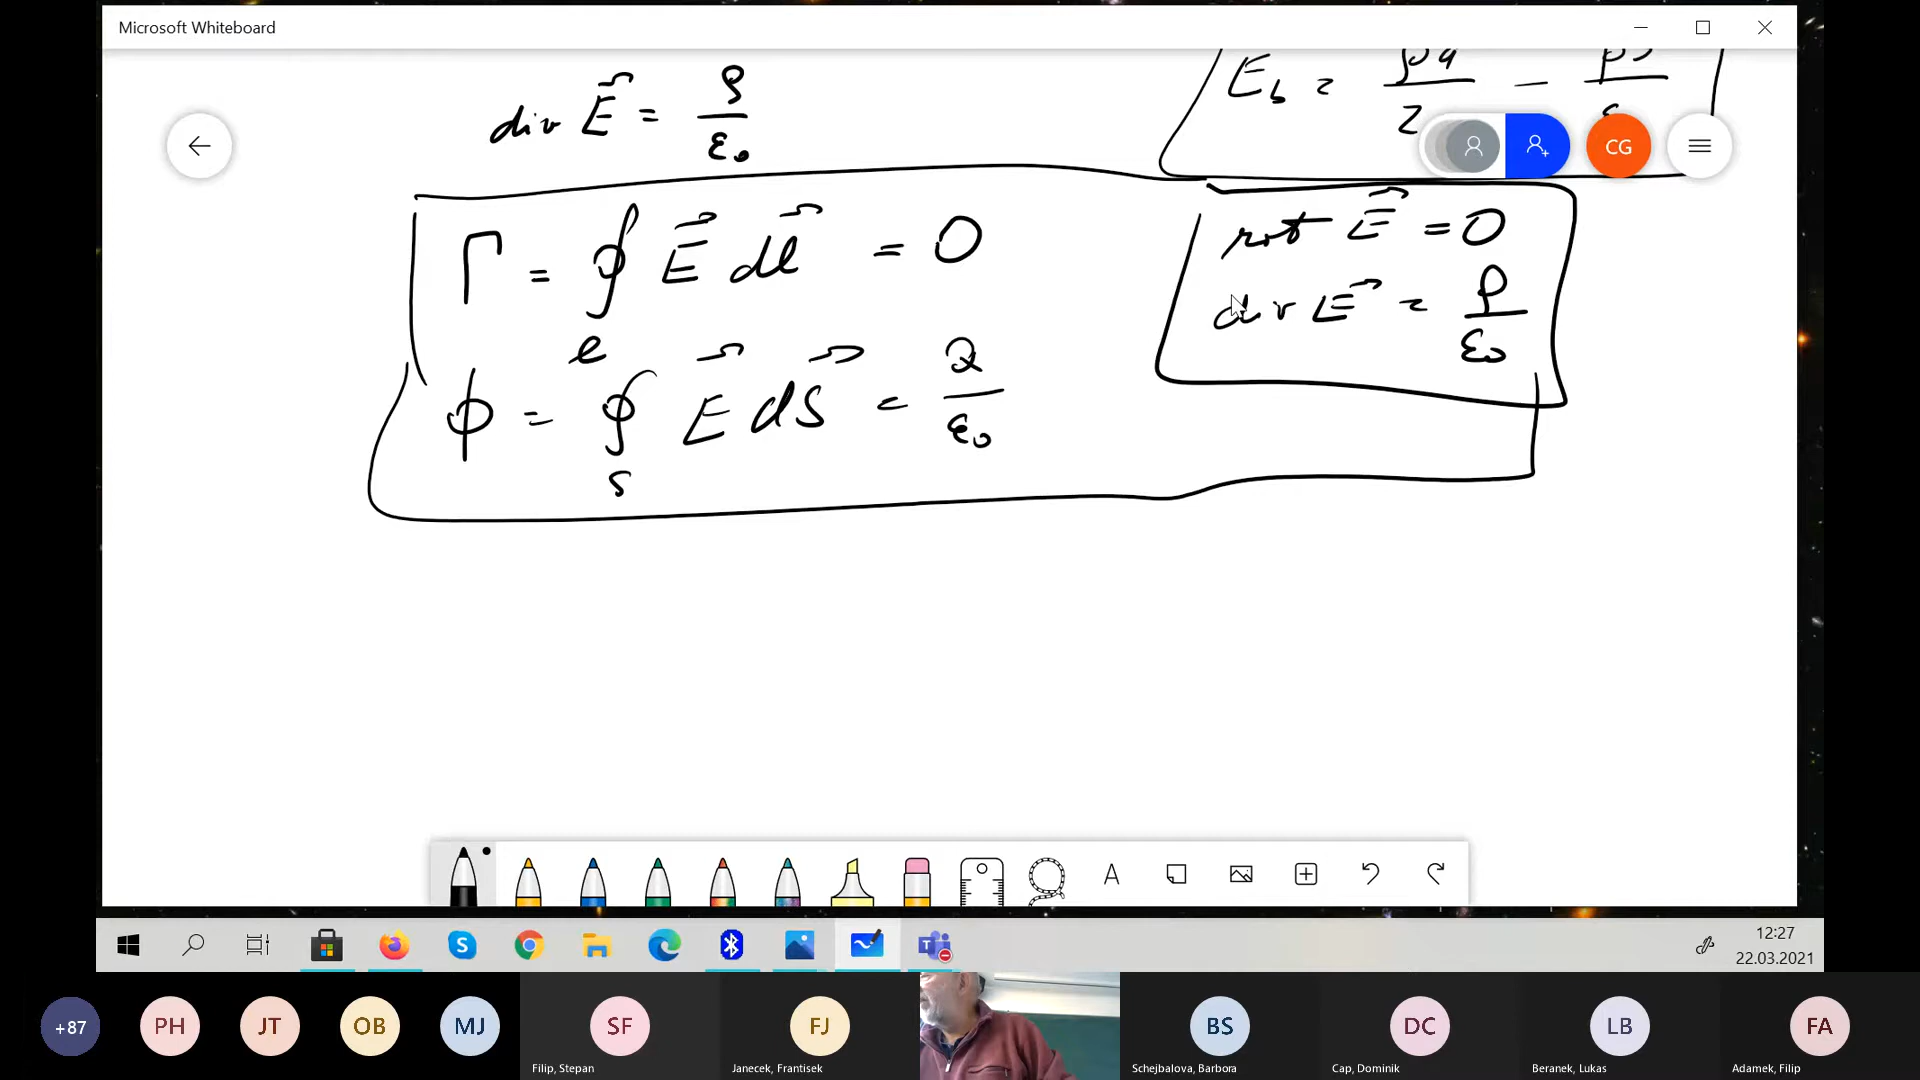 Microsoft Whiteboard
div E⃗ = ρ/ε₀
E_b =
CG
Γ = ∮ E⃗ dl⃗ = 0
ℓ
rot E⃗ = 0
div E⃗ = ρ/ε₀
Φ = ∮ E⃗ dS⃗ = Q/ε₀
S
12:27
22.03.2021
+87
PH
JT
OB
MJ
SF
FJ
BS
DC
LB
FA
Filip, Stepan
Janecek, Frantisek
Schejbalova, Barbora
Cap, Dominik
Beranek, Lukas
Adamek, Filip